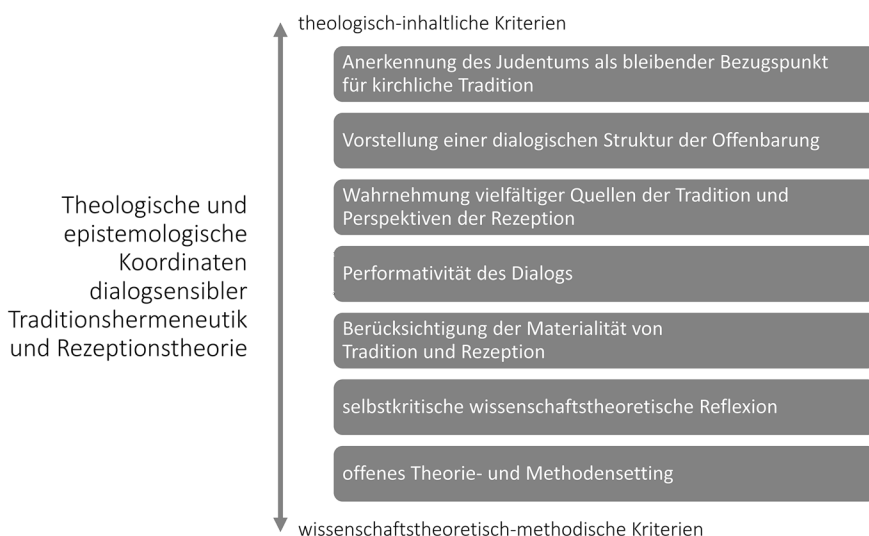 theologisch-inhaltliche Kriterien
Anerkennung des Judentums als bleibender Bezugspunkt
für kirchliche Tradition
Vorstellung einer dialogischen Struktur der Offenbarung
Wahrnehmung vielfältiger Quellen der Tradition und
Perspektiven der Rezeption
Theologische und
epistemologische
Koordinaten
dialogsensibler
Traditionshermeneutik
und Rezeptionstheorie
Performativität des Dialogs
Berücksichtigung der Materialität von
Tradition und Rezeption
selbstkritische wissenschaftstheoretische Reflexion
offenes Theorie- und Methodensetting
wissenschaftstheoretisch-methodische Kriterien